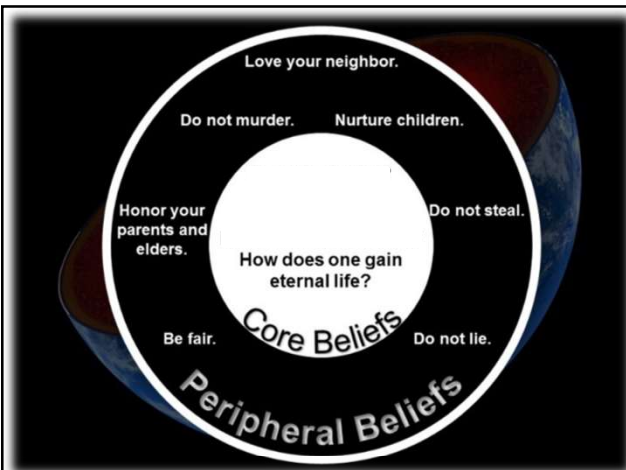 Love your neighbor.
Do not murder.
Nurture children.
Honor your
parents and
elders.
Do not steal.
How does one gain
eternal life?
Be fair.
Core Beliefs
Do not lie.
Peripheral Beliefs